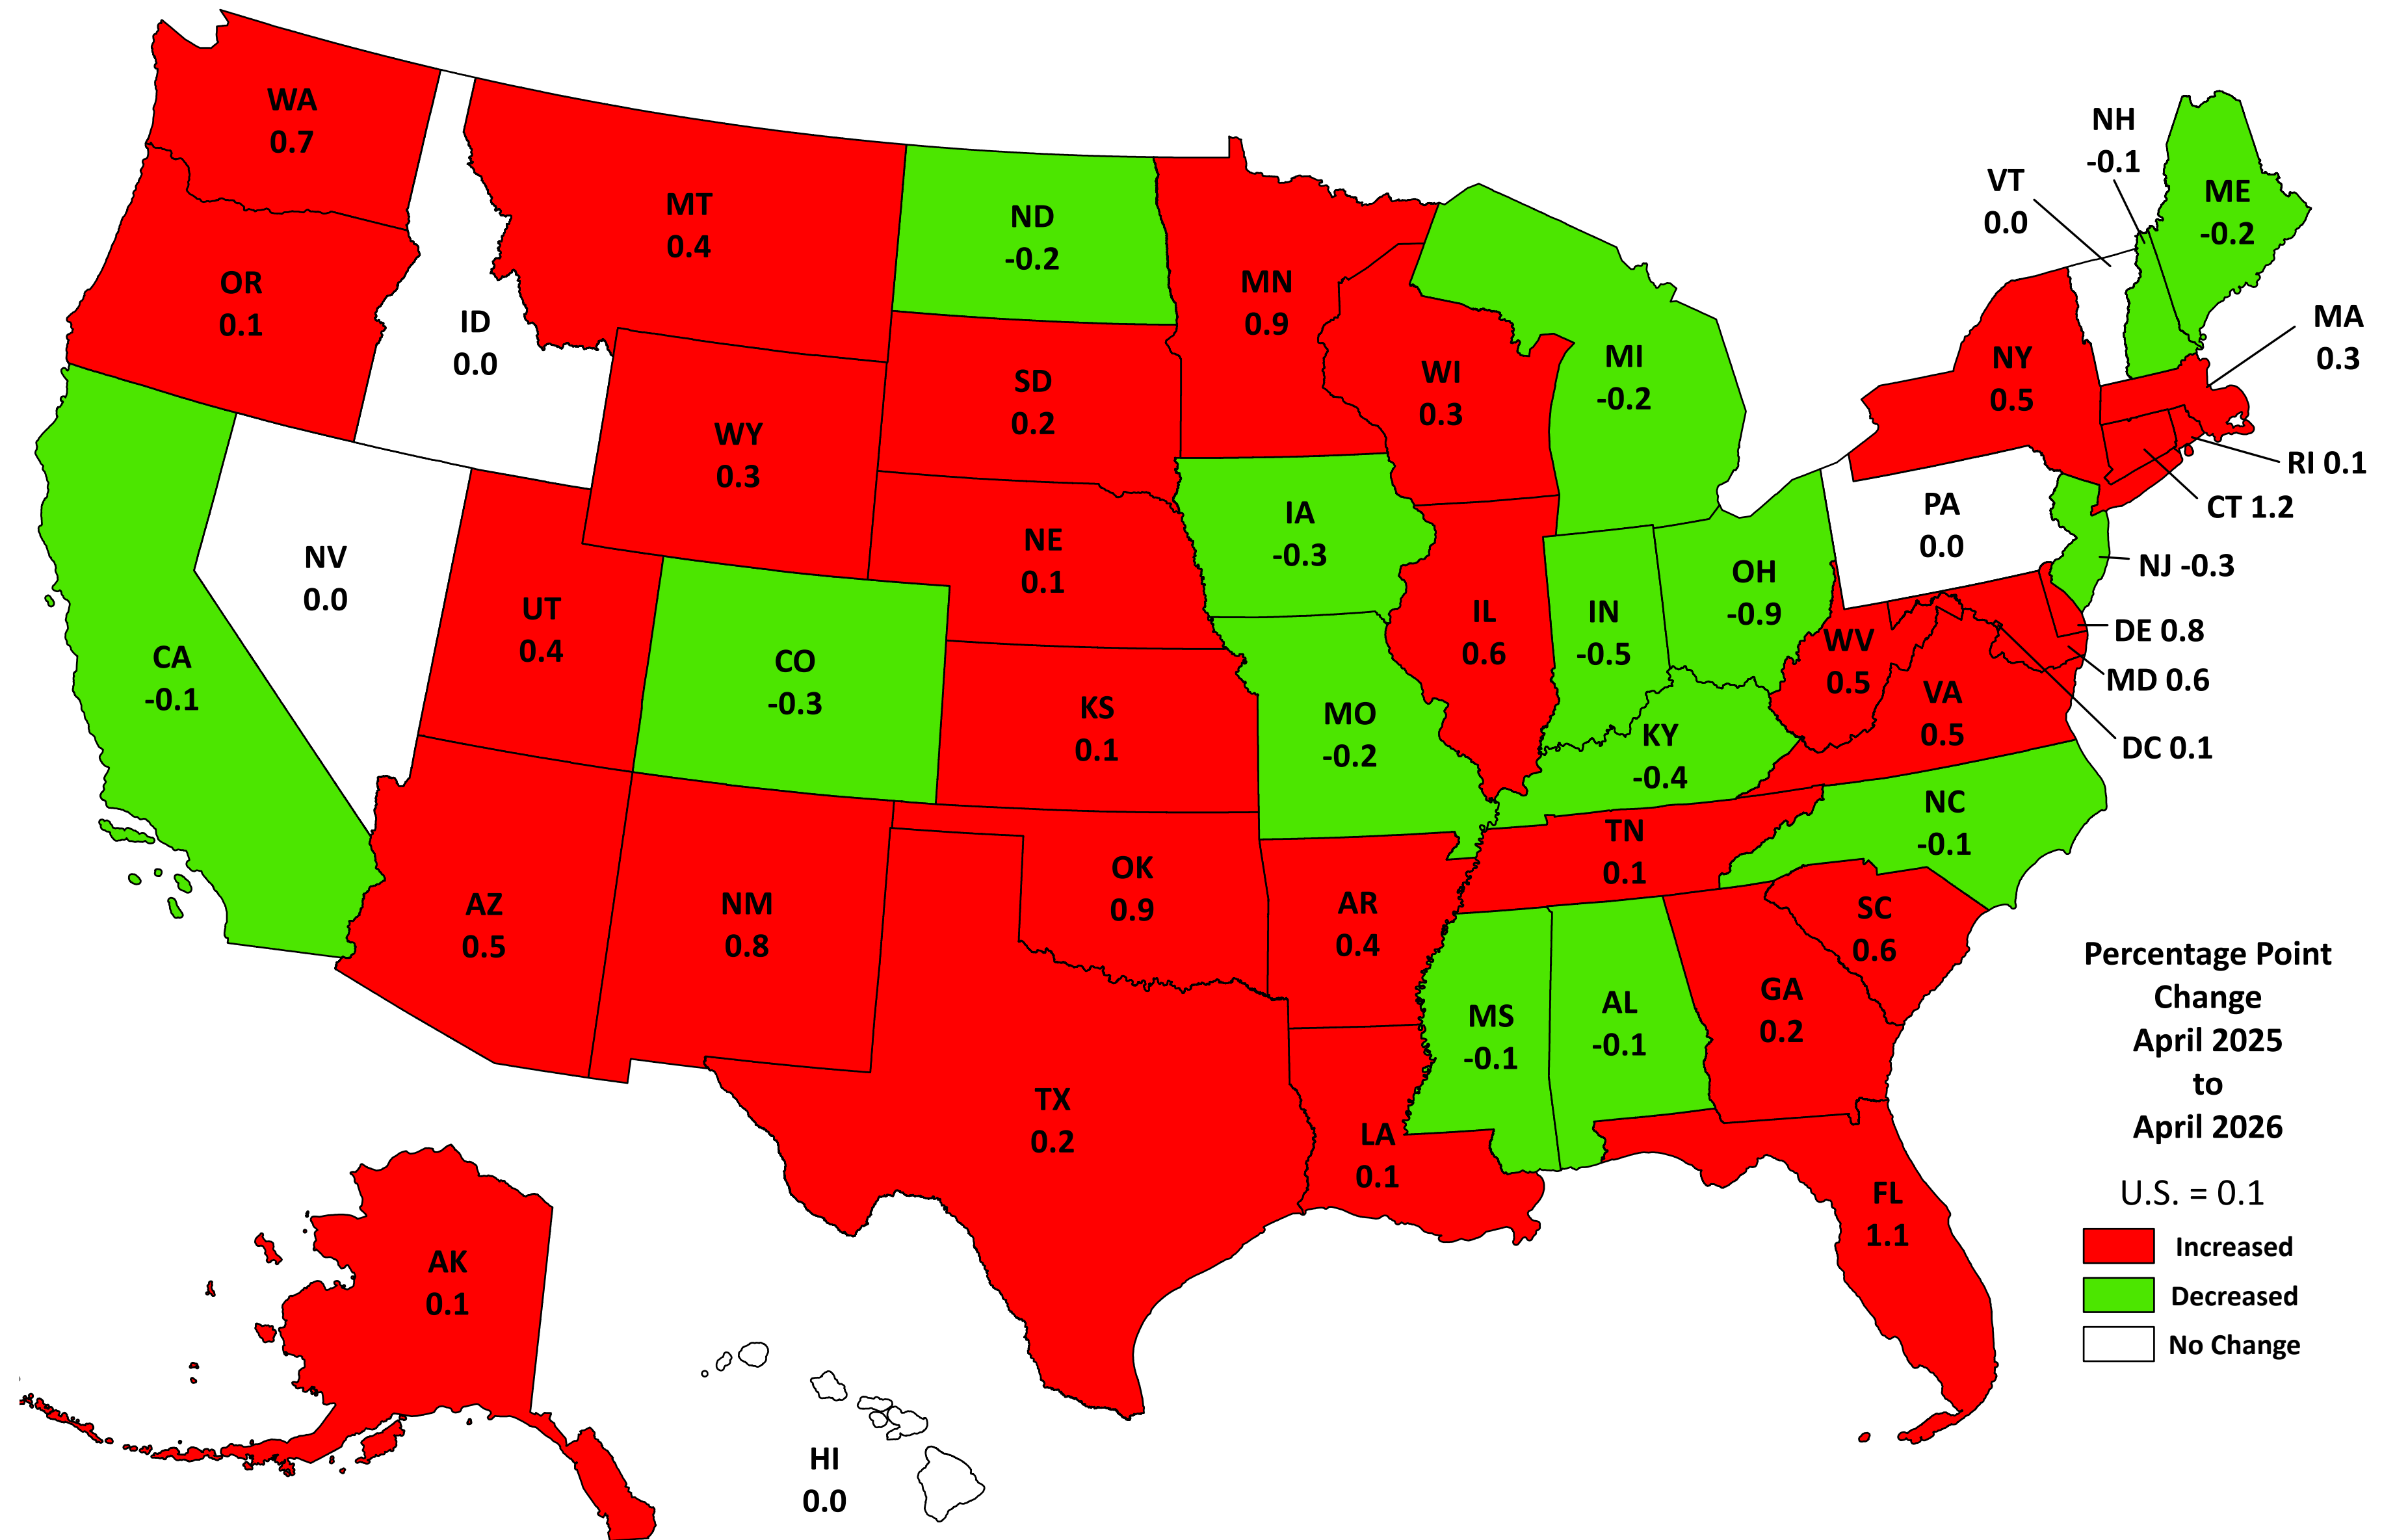 WA
0.7
OR
0.1
CA
-0.1
ID
0.0
NV
0.0
MT
0.4
WY
0.3
UT
0.4
CO
-0.3
AZ
0.5
NM
0.8
ND
-0.2
SD
0.2
NE
0.1
KS
0.1
OK
0.9
TX
0.2
MN
0.9
IA
-0.3
MO
-0.2
AR
0.4
LA
0.1
WI
0.3
IL
0.6
MI
-0.2
IN
-0.5
OH
-0.9
KY
-0.4
TN
0.1
MS
-0.1
AL
-0.1
GA
0.2
FL
1.1
SC
0.6
NC
-0.1
VA
0.5
WV
0.5
PA
0.0
NY
0.5
VT
0.0
NH
-0.1
ME
-0.2
MA
0.3
RI 0.1
CT 1.2
NJ -0.3
DE 0.8
MD 0.6
DC 0.1
AK
0.1
HI
0.0
Percentage Point
Change
April 2025
to
April 2026
U.S. = 0.1
Increased
Decreased
No Change